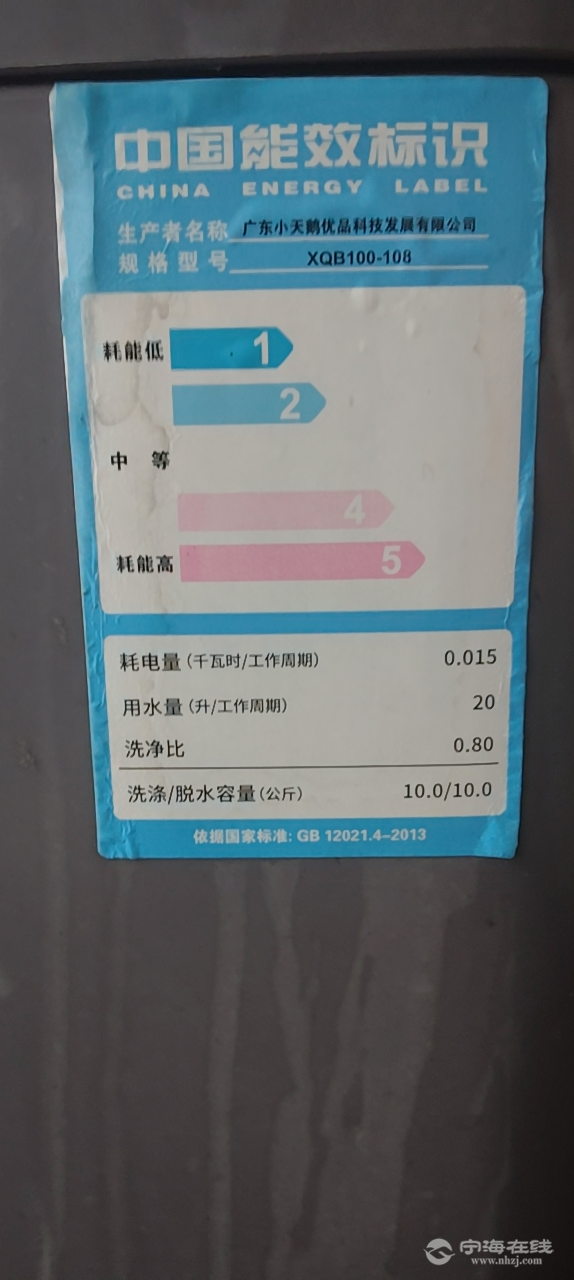 中国能效标识
CHINA ENERGY LABEL
生产者名称 广东小天鹅优品科技发展有限公司
规格型号 XQB100-108
耗能低 1
2
中 等
4
耗能高 5
耗电量(千瓦时/工作周期) 0.015
用水量(升/工作周期) 20
洗净比 0.80
洗涤/脱水容量(公斤) 10.0/10.0
依据国家标准: GB 12021.4-2013
宁海在线
www.nhzj.com